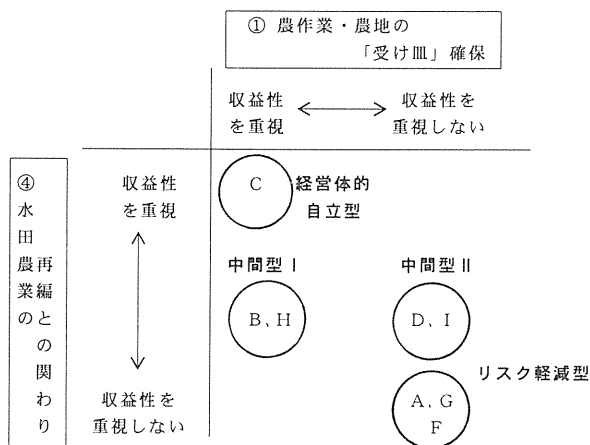 ① 農作業・農地の
「受け皿」確保
収益性
を重視
収益性を
重視しない
④水田農業の
再編との関わり
収益性
を重視
C
経営体的
自立型
中間型Ⅰ
中間型Ⅱ
B、H
D、I
リスク軽減型
収益性を
重視しない
A、G
F